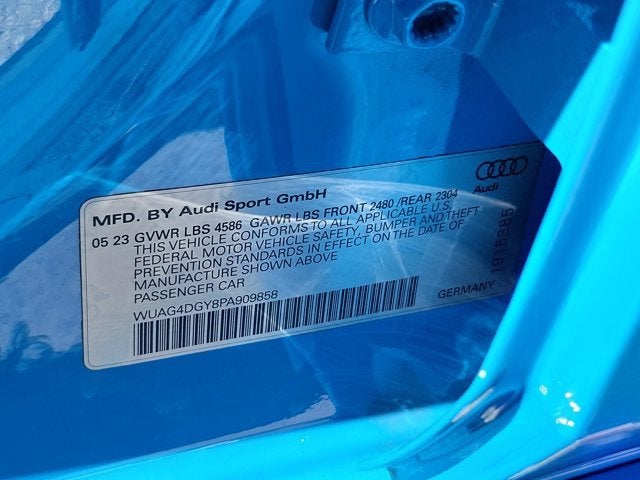 MFD. BY Audi Sport GmbH
05 23 GVWR LBS 4586 GAWR LBS FRONT 2480 /REAR 2304
THIS VEHICLE CONFORMS TO ALL APPLICABLE U.S.
FEDERAL MOTOR VEHICLE SAFETY, BUMPER AND THEFT
PREVENTION STANDARDS IN EFFECT ON THE DATE OF
MANUFACTURE SHOWN ABOVE
PASSENGER CAR
WUAG4DGY8PA909858
Audi
1915285
GERMANY